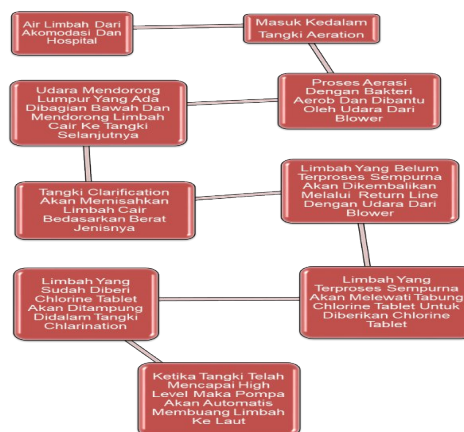 Air Limbah Dari
Akomodasi Dan
Hospital
Masuk Kedalam
Tangki Aeration
Proses Aerasi
Dengan Bakteri
Aerob Dan Dibantu
Oleh Udara Dari
Blower
Udara Mendorong
Lumpur Yang Ada
Dibagian Bawah Dan
Mendorong Limbah
Cair Ke Tangki
Selanjutnya
Tangki Clarification
Akan Memisahkan
Limbah Cair
Bedasarkan Berat
Jenisnya
Limbah Yang Belum
Terproses Sempurna
Akan Dikembalikan
Melalui Return Line
Dengan Udara Dari
Blower
Limbah Yang
Terproses Sempurna
Akan Melewati Tabung
Chlorine Tablet Untuk
Diberikan Chlorine
Tablet
Limbah Yang
Sudah Diberi
Chlorine Tablet
Akan Ditampung
Didalam Tangki
Chlarination
Ketika Tangki Telah
Mencapai High
Level Maka Pompa
Akan Automatis
Membuang Limbah
Ke Laut